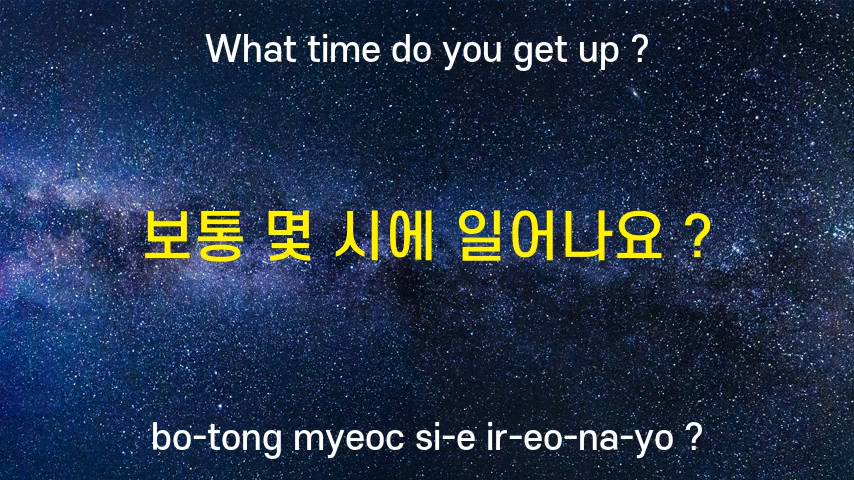 What time do you get up ?
보통 몇 시에 일어나요 ?
bo-tong myeoc si-e ir-eo-na-yo ?